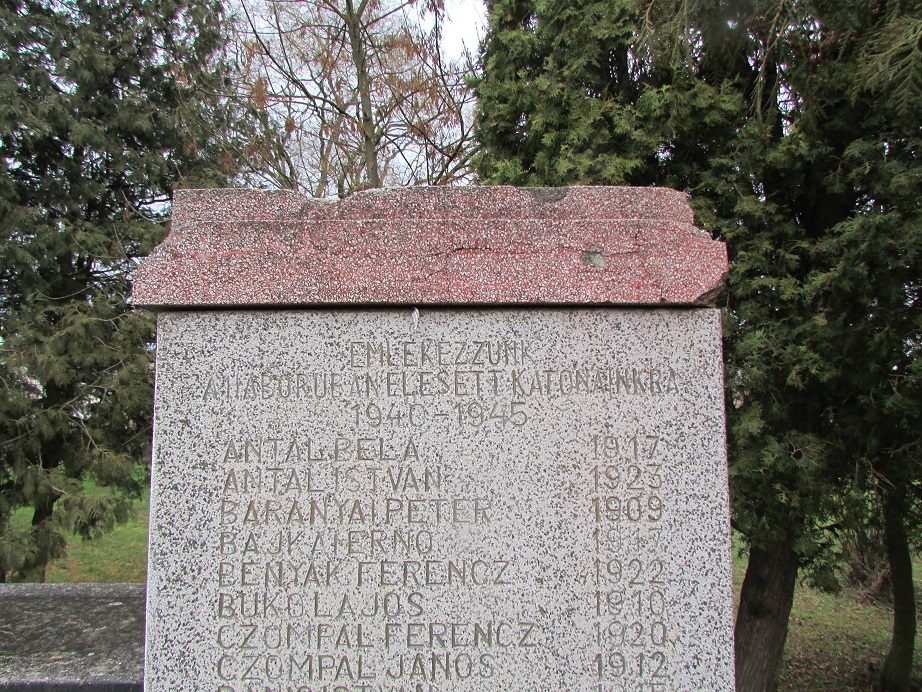 EMLÉKEZZÜNK
A HÁBORÚBAN ELESETT KATONÁINKRA
1940-1945
ANTAL BÉLA 1917
ANTAL ISTVÁN 1923
BARANYAI PÉTER 1909
BAJKAI ERNŐ
BENYÁK FERENCZ 1922
BUKO LAJOS 1910
CZOMPAL FERENCZ 1920
CZOMPAL JÁNOS 1912